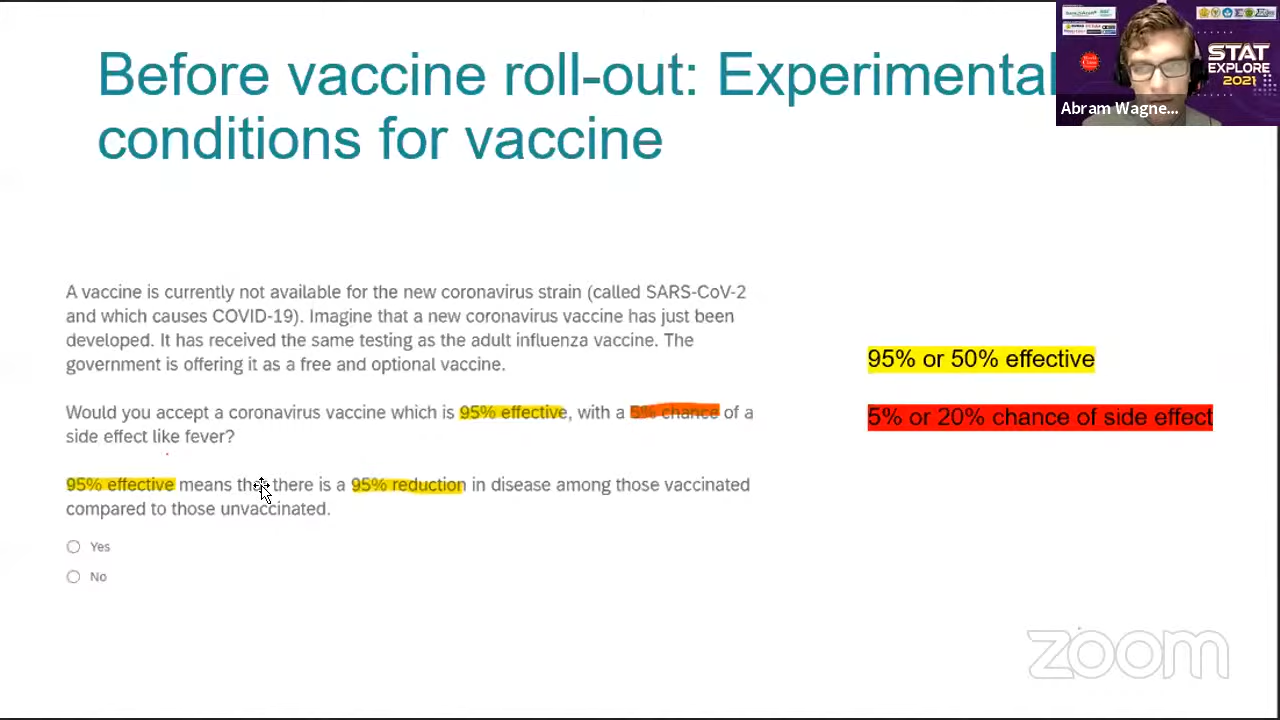 Before vaccine roll-out: Experimental
conditions for vaccine
STAT
EXPLORE
2021
Abram Wagne...
A vaccine is currently not available for the new coronavirus strain (called SARS-CoV-2
and which causes COVID-19). Imagine that a new coronavirus vaccine has just been
developed. It has received the same testing as the adult influenza vaccine. The
government is offering it as a free and optional vaccine.
Would you accept a coronavirus vaccine which is 95% effective, with a 5% chance of a
side effect like fever?
95% effective means that there is a 95% reduction in disease among those vaccinated
compared to those unvaccinated.
Yes
No
95% or 50% effective
5% or 20% chance of side effect
zoom